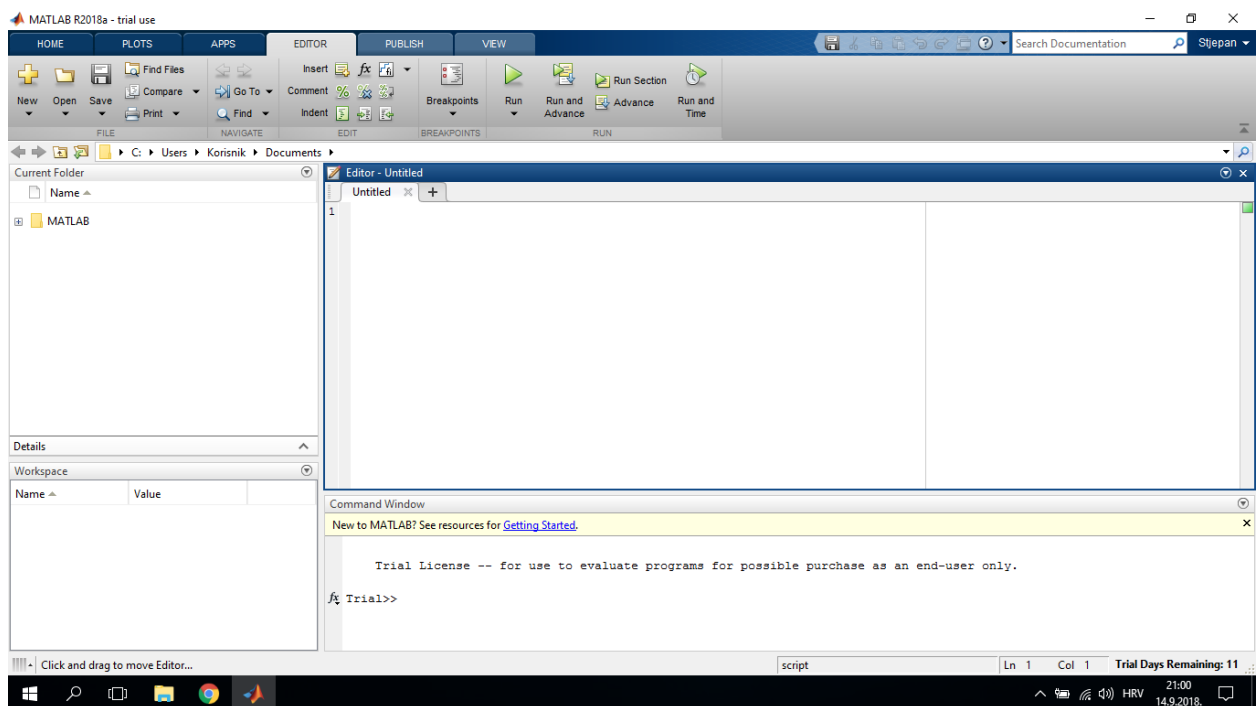 MATLAB R2018a - trial use
HOME PLOTS APPS EDITOR PUBLISH VIEW Search Documentation Stjepan
New Open Save Find Files Compare Print
FILE
Go To Find
NAVIGATE
Insert fx
Comment %
Indent
EDIT
Breakpoints
BREAKPOINTS
Run Run and Advance Run Section Advance Run and Time
RUN
C: Users Korisnik Documents
Current Folder
Name
MATLAB
Details
Workspace
Name Value
Editor - Untitled
Untitled +
1
Command Window
New to MATLAB? See resources for Getting Started.
Trial License -- for use to evaluate programs for possible purchase as an end-user only.
fx Trial>>
Click and drag to move Editor... script Ln 1 Col 1 Trial Days Remaining: 11
HRV 21:00
14.9.2018.